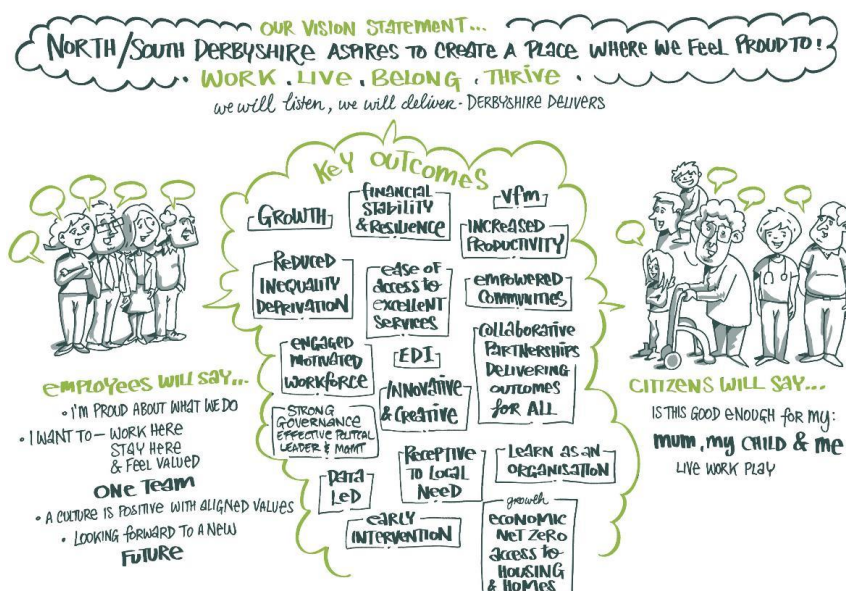 OUR VISION STATEMENT...
NORTH/SOUTH DERBYSHIRE ASPIRES TO CREATE A PLACE WHERE WE FEEL PROUD TO!
WORK . LIVE . BELONG . THRIVE .
we will listen, we will deliver - DERBYSHIRE DELIVERS
KEY OUTCOMES
GROWTH
FINANCIAL
STABILITY
& RESILIENCE
vfm
INCREASED
PRODUCTIVITY
REDUCED
INEQUALITY
DEPRIVATION
ease of
access to
excellent
services
empowered
communities
engaged
motivated
workforce
EDI
collaborative
partnerships
delivering
outcomes
for ALL
INNOVATIVE
& CREATIVE
STRONG
GOVERNANCE
EFFECTIVE POLITICAL
LEADER & MGMT
DATA
LED
RECEPTIVE
TO LOCAL
NEED
LEARN AS AN
ORGANISATION
EARLY
INTERVENTION
growth
ECONOMIC
NET ZERO
access to
HOUSING
& HOMES
EMPLOYEES WILL SAY...
• I'M PROUD ABOUT WHAT WE DO
• I WANT TO — WORK HERE
STAY HERE
& FEEL VALUED
ONE TEAM
• A CULTURE IS POSITIVE WITH ALIGNED VALUES
• LOOKING FORWARD TO A NEW
FUTURE
CITIZENS WILL SAY...
IS THIS GOOD ENOUGH FOR MY:
MUM, MY CHILD & ME
LIVE WORK PLAY